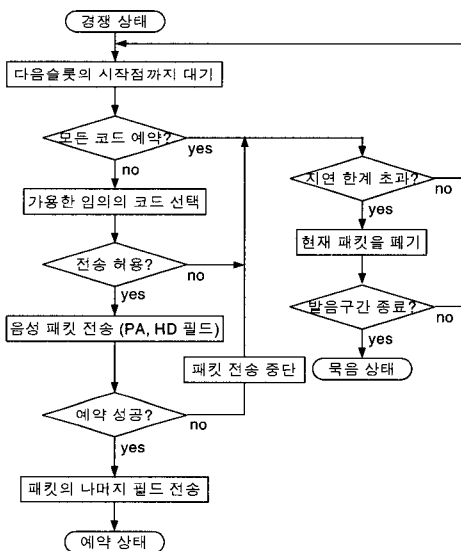 경쟁 상태
다음슬롯의 시작점까지 대기
모든 코드 예약?
yes
no
가용한 임의의 코드 선택
전송 허용?
no
yes
음성 패킷 전송 (PA, HD 필드)
예약 성공?
no
yes
패킷의 나머지 필드 전송
예약 상태
패킷 전송 중단
지연 한계 초과?
no
yes
현재 패킷을 폐기
발음구간 종료?
no
yes
묵음 상태